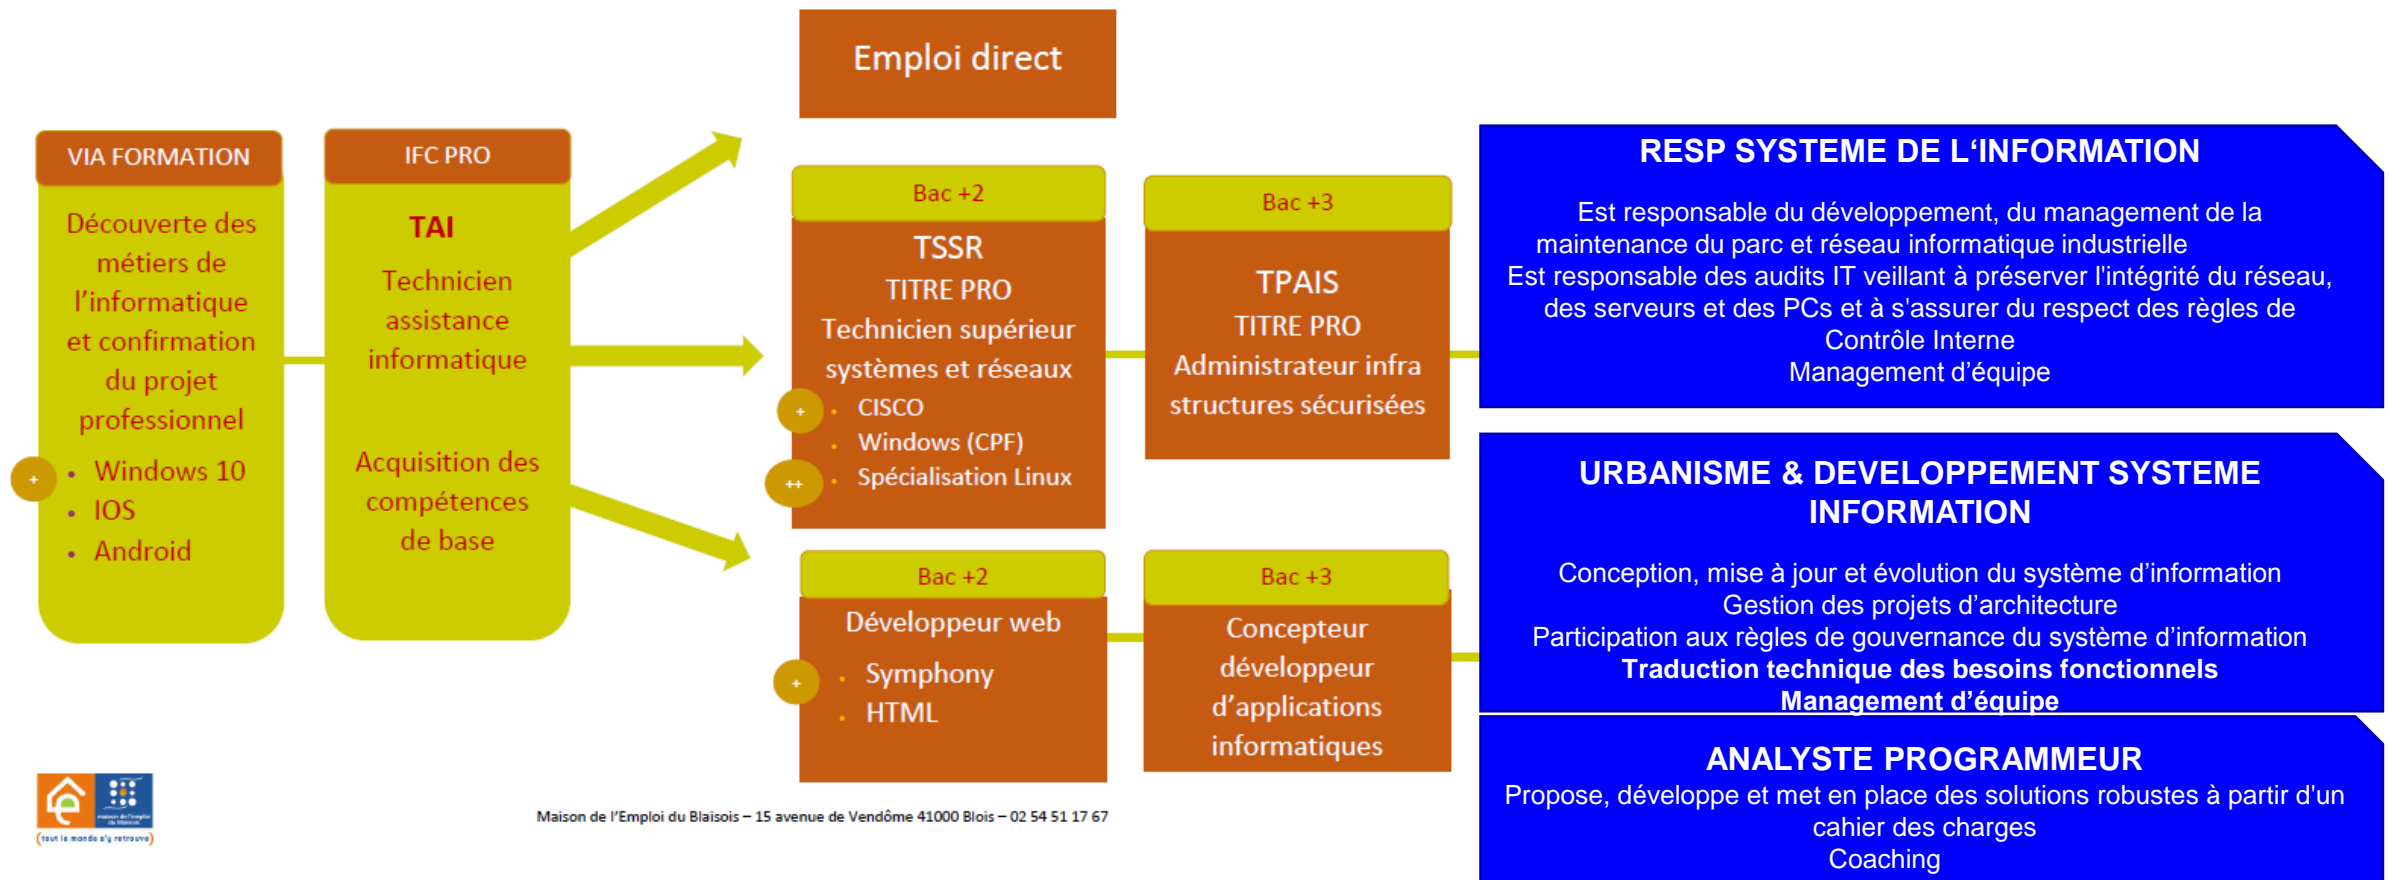 Emploi direct
VIA FORMATION
Découverte des
métiers de
l’informatique
et confirmation
du projet
professionnel
+
• Windows 10
• IOS
• Android
IFC PRO
TAI
Technicien
assistance
informatique
Acquisition des
compétences
de base
Bac +2
TSSR
TITRE PRO
Technicien supérieur
systèmes et réseaux
+
• CISCO
• Windows (CPF)
++
• Spécialisation Linux
Bac +3
TPAIS
TITRE PRO
Administrateur infra
structures sécurisées
RESP SYSTEME DE L‘INFORMATION
Est responsable du développement, du management de la
maintenance du parc et réseau informatique industrielle
Est responsable des audits IT veillant à préserver l'intégrité du réseau,
des serveurs et des PCs et à s'assurer du respect des règles de
Contrôle Interne
Management d’équipe
Bac +2
Développeur web
+
• Symphony
• HTML
Bac +3
Concepteur
développeur
d’applications
informatiques
URBANISME & DEVELOPPEMENT SYSTEME
INFORMATION
Conception, mise à jour et évolution du système d’information
Gestion des projets d’architecture
Participation aux règles de gouvernance du système d’information
Traduction technique des besoins fonctionnels
Management d’équipe
ANALYSTE PROGRAMMEUR
Propose, développe et met en place des solutions robustes à partir d'un
cahier des charges
Coaching
maison de l'emploi
du Blaisois
(tout le monde s'y retrouve)
Maison de l’Emploi du Blaisois – 15 avenue de Vendôme 41000 Blois – 02 54 51 17 67